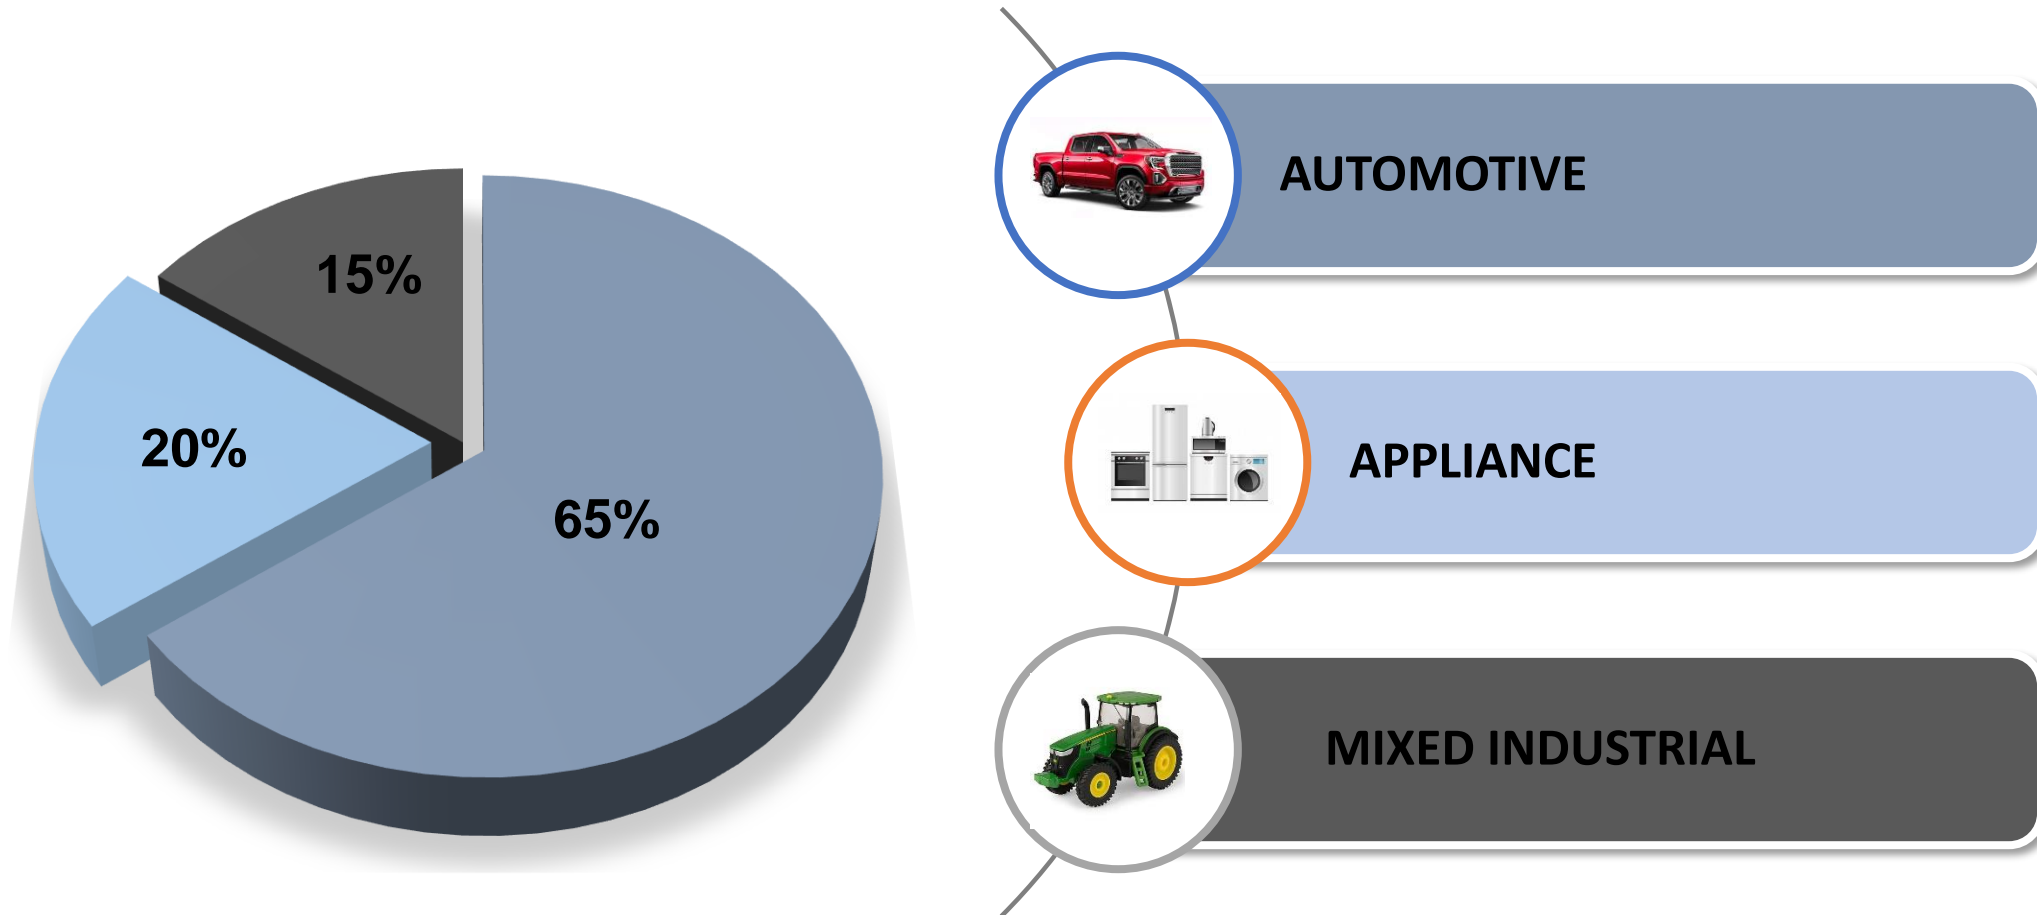 15%
20%
65%
AUTOMOTIVE
APPLIANCE
MIXED INDUSTRIAL